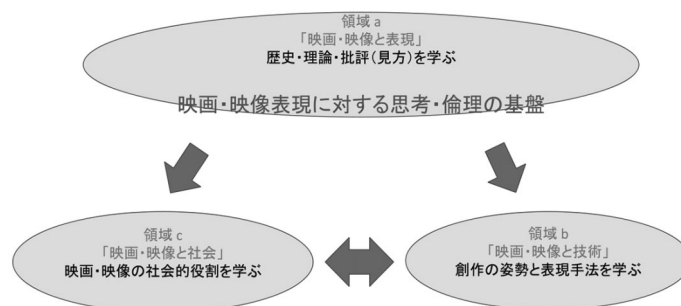 領域 a
「映画・映像と表現」
歴史・理論・批評(見方)を学ぶ
映画・映像表現に対する思考・倫理の基盤
領域 c
「映画・映像と社会」
映画・映像の社会的役割を学ぶ
領域 b
「映画・映像と技術」
創作の姿勢と表現手法を学ぶ